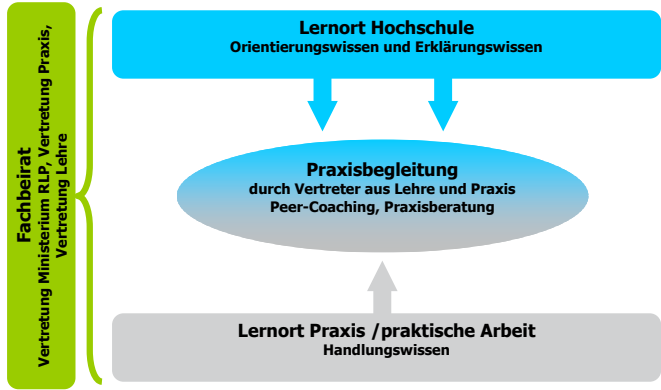 Fachbeirat
Vertretung Ministerium RLP, Vertretung Praxis,
Vertretung Lehre
Lernort Hochschule
Orientierungswissen und Erklärungswissen
Praxisbegleitung
durch Vertreter aus Lehre und Praxis
Peer-Coaching, Praxisberatung
Lernort Praxis /praktische Arbeit
Handlungswissen